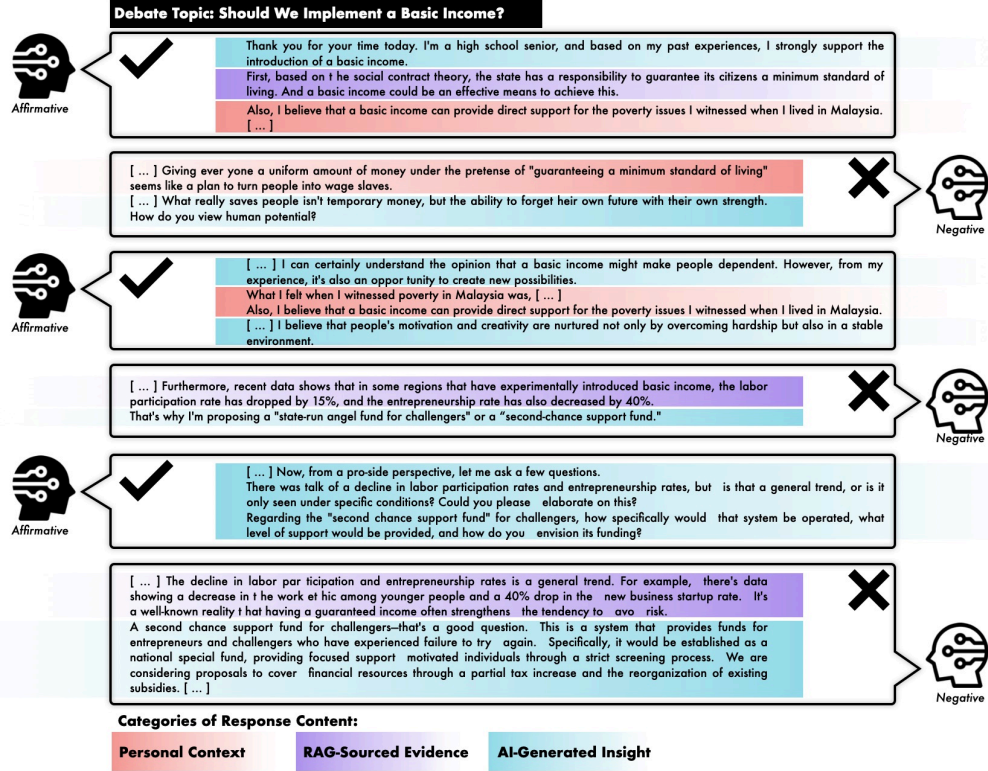 Debate Topic: Should We Implement a Basic Income?
Thank you for your time today. I'm a high school senior, and based on my past experiences, I strongly support the
introduction of a basic income.
First, based on t he social contract theory, the state has a responsibility to guarantee its citizens a minimum standard of
living. And a basic income could be an effective means to achieve this.
Also, I believe that a basic income can provide direct support for the poverty issues I witnessed when I lived in Malaysia.
[ ... ]
Affirmative
[ ... ] Giving ever yone a uniform amount of money under the pretense of "guaranteeing a minimum standard of living"
seems like a plan to turn people into wage slaves.
[ ... ] What really saves people isn't temporary money, but the ability to forget heir own future with their own strength.
How do you view human potential?
Negative
[ ... ] I can certainly understand the opinion that a basic income might make people dependent. However, from my
experience, it's also an oppor tunity to create new possibilities.
What I felt when I witnessed poverty in Malaysia was, [ ... ]
Also, I believe that a basic income can provide direct support for the poverty issues I witnessed when I lived in Malaysia.
[ ... ] I believe that people's motivation and creativity are nurtured not only by overcoming hardship but also in a stable
environment.
Affirmative
[ ... ] Furthermore, recent data shows that in some regions that have experimentally introduced basic income, the labor
participation rate has dropped by 15%, and the entrepreneurship rate has also decreased by 40%.
That's why I'm proposing a "state-run angel fund for challengers" or a “second-chance support fund."
Negative
[ ... ] Now, from a pro-side perspective, let me ask a few questions.
There was talk of a decline in labor participation rates and entrepreneurship rates, but is that a general trend, or is it
only seen under specific conditions? Could you please elaborate on this?
Regarding the "second chance support fund" for challengers, how specifically would that system be operated, what
level of support would be provided, and how do you envision its funding?
Affirmative
[ ... ] The decline in labor par ticipation and entrepreneurship rates is a general trend. For example, there's data
showing a decrease in t he work et hic among younger people and a 40% drop in the new business startup rate. It's
a well-known reality t hat having a guaranteed income often strengthens the tendency to avo risk.
A second chance support fund for challengers—that's a good question. This is a system that provides funds for
entrepreneurs and challengers who have experienced failure to try again. Specifically, it would be established as a
national special fund, providing focused support motivated individuals through a strict screening process. We are
considering proposals to cover financial resources through a partial tax increase and the reorganization of existing
subsidies. [ ... ]
Negative
Categories of Response Content:
Personal Context
RAG-Sourced Evidence
AI-Generated Insight